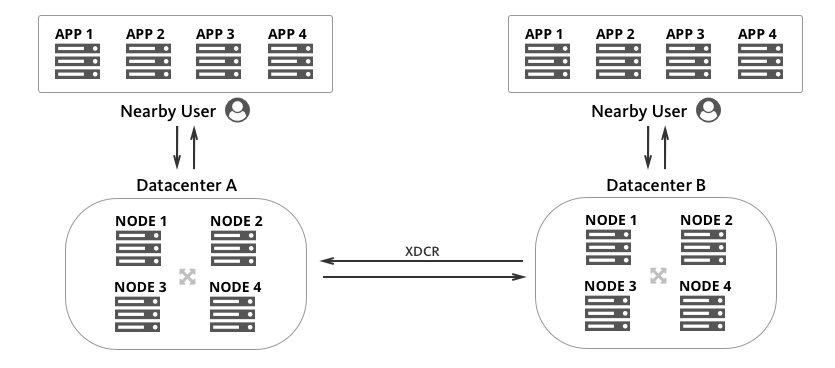 APP 1 APP 2 APP 3 APP 4
Nearby User
Datacenter A
NODE 1 NODE 2
NODE 3 NODE 4
XDCR
APP 1 APP 2 APP 3 APP 4
Nearby User
Datacenter B
NODE 1 NODE 2
NODE 3 NODE 4